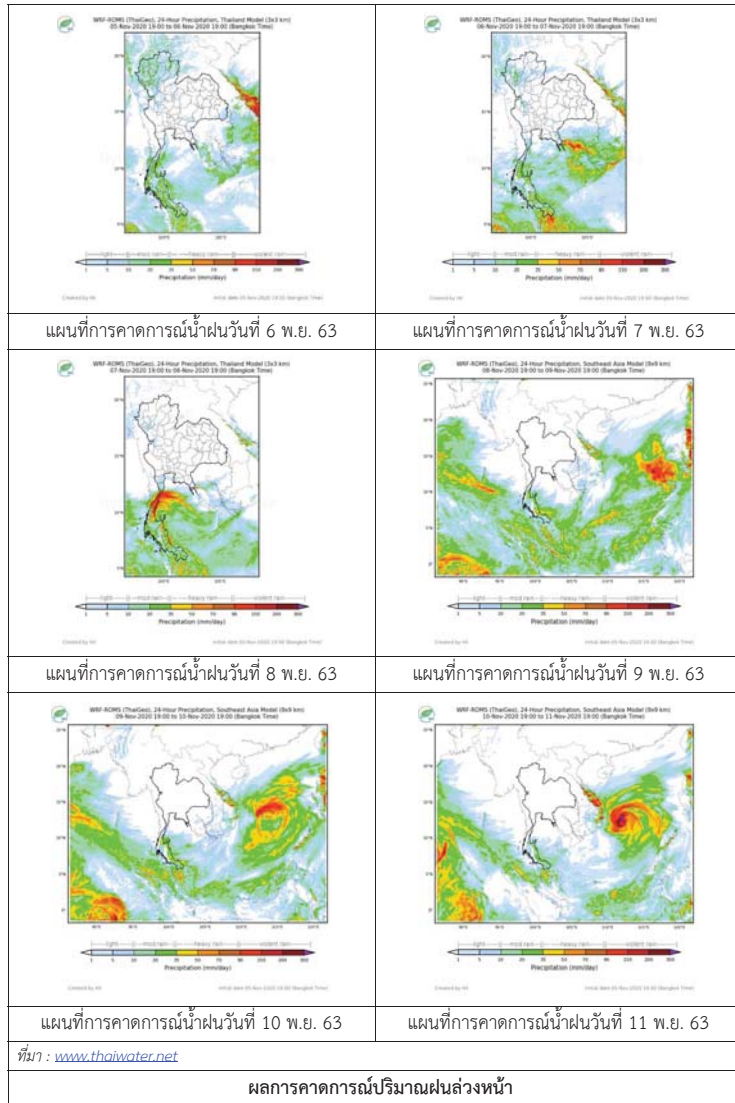 WRF-ROMS (ThaiGeo), 24-Hour Precipitation, Thailand Model (3x3 km)
05-Nov-2020 19:00 to 06-Nov-2020 19:00 (Bangkok Time)
Precipitation (mm/day)
แผนที่การคาดการณ์น้ำฝนวันที่ 6 พ.ย. 63
WRF-ROMS (ThaiGeo), 24-Hour Precipitation, Thailand Model (3x3 km)
06-Nov-2020 19:00 to 07-Nov-2020 19:00 (Bangkok Time)
Precipitation (mm/day)
แผนที่การคาดการณ์น้ำฝนวันที่ 7 พ.ย. 63
WRF-ROMS (ThaiGeo), 24-Hour Precipitation, Thailand Model (3x3 km)
07-Nov-2020 19:00 to 08-Nov-2020 19:00 (Bangkok Time)
Precipitation (mm/day)
แผนที่การคาดการณ์น้ำฝนวันที่ 8 พ.ย. 63
WRF-ROMS (ThaiGeo), 24-Hour Precipitation, Southeast Asia Model (9x9 km)
08-Nov-2020 19:00 to 09-Nov-2020 19:00 (Bangkok Time)
Precipitation (mm/day)
แผนที่การคาดการณ์น้ำฝนวันที่ 9 พ.ย. 63
WRF-ROMS (ThaiGeo), 24-Hour Precipitation, Southeast Asia Model (9x9 km)
09-Nov-2020 19:00 to 10-Nov-2020 19:00 (Bangkok Time)
Precipitation (mm/day)
แผนที่การคาดการณ์น้ำฝนวันที่ 10 พ.ย. 63
WRF-ROMS (ThaiGeo), 24-Hour Precipitation, Southeast Asia Model (9x9 km)
10-Nov-2020 19:00 to 11-Nov-2020 19:00 (Bangkok Time)
Precipitation (mm/day)
แผนที่การคาดการณ์น้ำฝนวันที่ 11 พ.ย. 63
ที่มา : www.thaiwater.net
ผลการคาดการณ์ปริมาณฝนล่วงหน้า